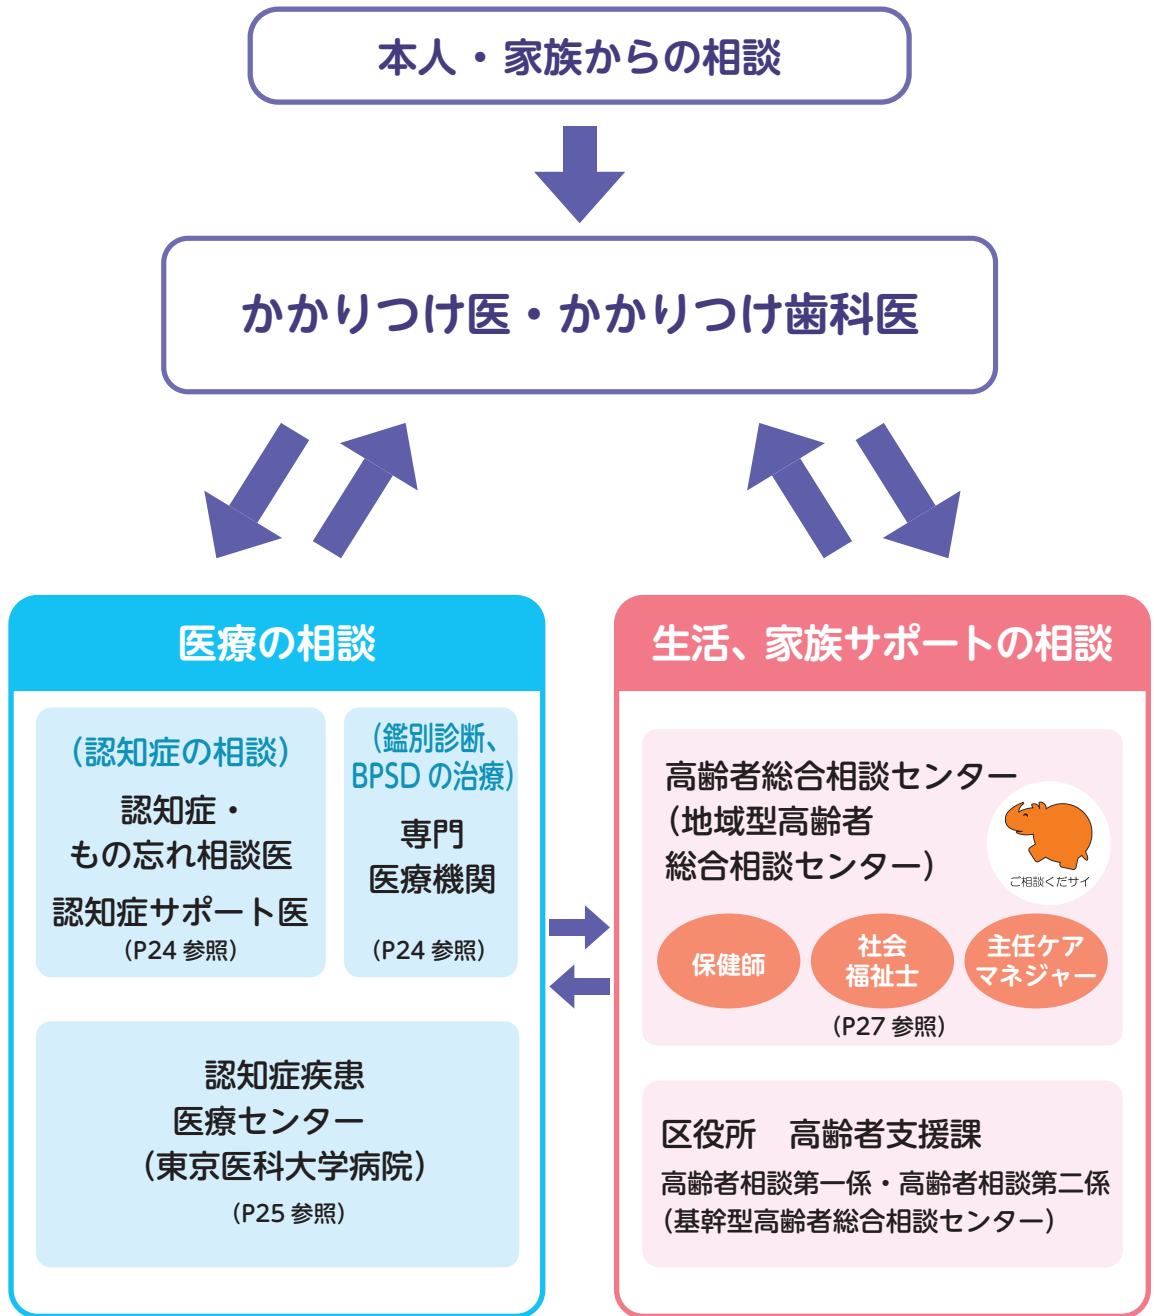 本人・家族からの相談
かかりつけ医・かかりつけ歯科医
医療の相談
（認知症の相談）
認知症・
もの忘れ相談医
認知症サポート医
（P24 参照）
（鑑別診断、
BPSD の治療）
専門
医療機関
（P24 参照）
認知症疾患
医療センター
（東京医科大学病院）
（P25 参照）
生活、家族サポートの相談
高齢者総合相談センター
（地域型高齢者
総合相談センター）
ご相談くだサイ
保健師
社会
福祉士
主任ケア
マネジャー
（P27 参照）
区役所　高齢者支援課
高齢者相談第一係・高齢者相談第二係
（基幹型高齢者総合相談センター）